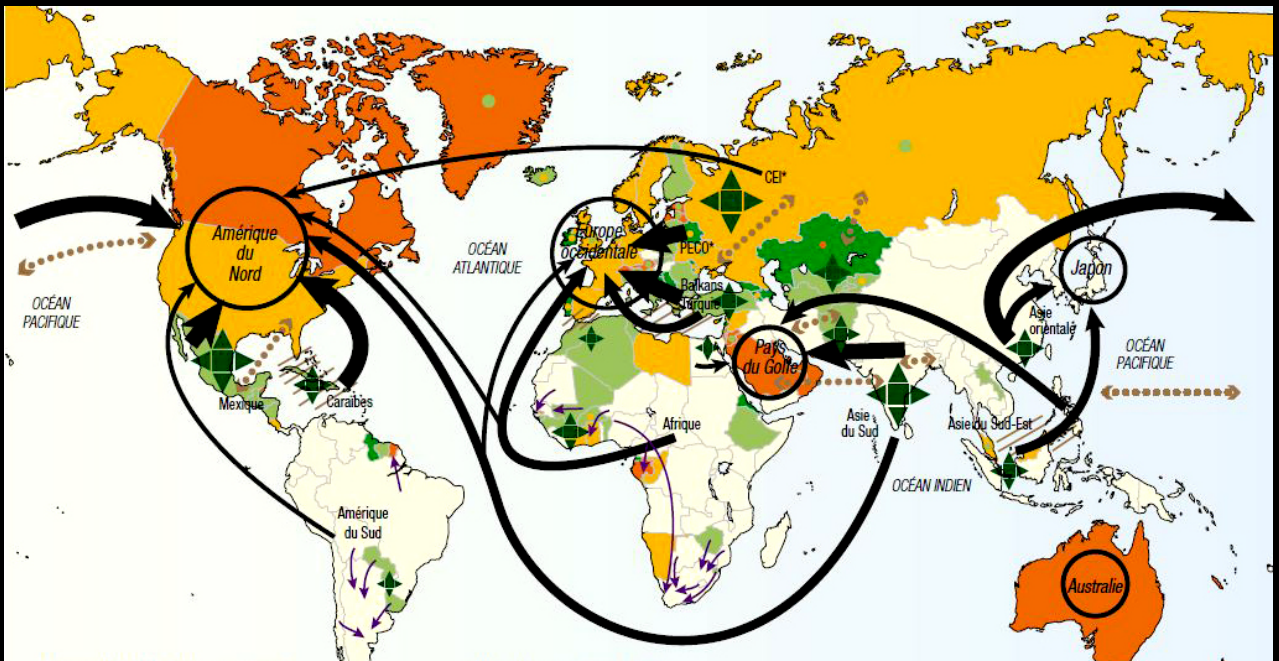 CEI*
Amérique
du
Nord
OCÉAN
ATLANTIQUE
Europe
occidentale
PECO*
Japon
OCÉAN
PACIFIQUE
Balkans
Turquie
Asie
orientale
Pays
du Golfe
OCÉAN
PACIFIQUE
Mexique
Caraïbes
Afrique
Asie
du Sud
Asie du Sud-Est
OCÉAN INDIEN
Amérique
du Sud
Australie